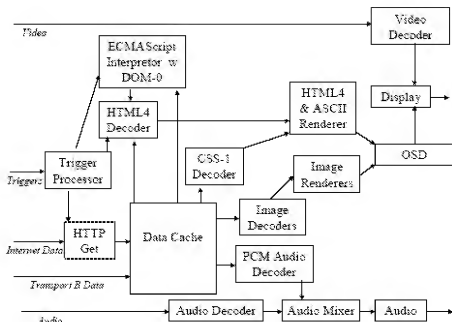 Video
Video
Decoder
ECMAScript
Interpretor w
DOM-0
HTML4
Decoder
HTML4
& ASCII
Renderer
Display
Triggers
Trigger
Processor
CSS-1
Decoder
Image
Renderers
OSD
Internet Data
HTTP
Get
Data Cache
Image
Decoders
PCM Audio
Decoder
Transport B Data
Audio
Audio Decoder
Audio Mixer
Audio